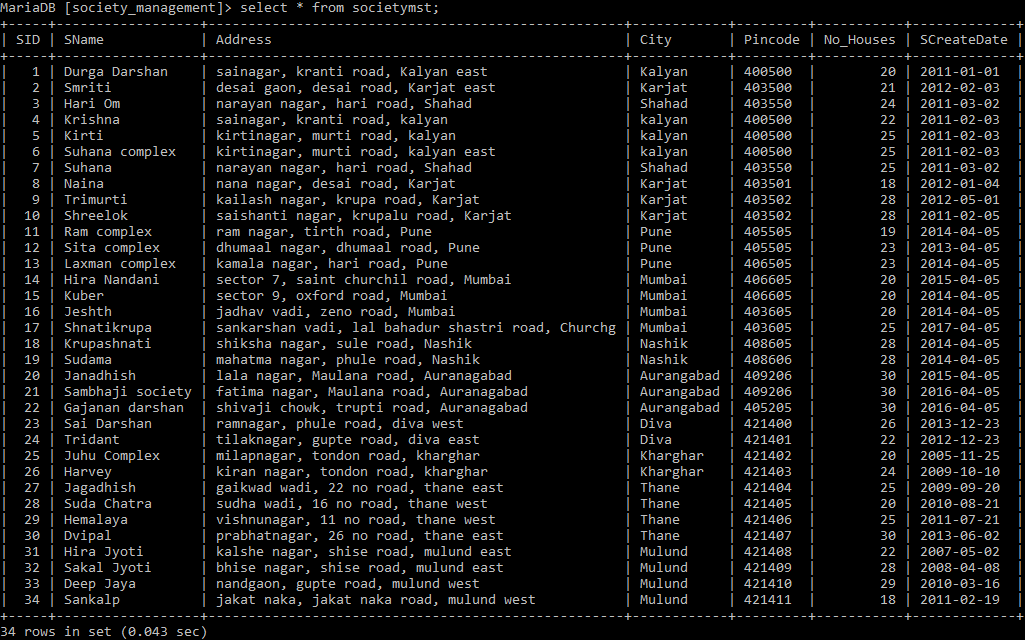 MariaDB [society_management]> select * from societymst;
+-----+------------------+---------------------------------------------------+------------+---------+-----------+-------------+
| SID | SName | Address | City | Pincode | No_Houses | SCreateDate |
+-----+------------------+---------------------------------------------------+------------+---------+-----------+-------------+
| 1 | Durga Darshan | sainagar, kranti road, Kalyan east | Kalyan | 400500 | 20 | 2011-01-01 |
| 2 | Smriti | desai gaon, desai road, Karjat east | Karjat | 403500 | 21 | 2012-02-03 |
| 3 | Hari Om | narayan nagar, hari road, Shahad | Shahad | 403550 | 24 | 2011-03-02 |
| 4 | Krishna | sainagar, kranti road, kalyan | kalyan | 400500 | 22 | 2011-02-03 |
| 5 | Kirti | kirtinagar, murti road, kalyan | kalyan | 400500 | 25 | 2011-02-03 |
| 6 | Suhana complex | kirtinagar, murti road, kalyan east | kalyan | 400500 | 25 | 2011-02-03 |
| 7 | Suhana | narayan nagar, hari road, Shahad | Shahad | 403550 | 25 | 2011-03-02 |
| 8 | Naina | nana nagar, desai road, Karjat | Karjat | 403501 | 18 | 2012-01-04 |
| 9 | Trimurti | kailash nagar, krupa road, Karjat | Karjat | 403502 | 28 | 2012-05-01 |
| 10 | Shreelok | saishanti nagar, krupalu road, Karjat | Karjat | 403502 | 28 | 2011-02-05 |
| 11 | Ram complex | ram nagar, tirth road, Pune | Pune | 405505 | 19 | 2014-04-05 |
| 12 | Sita complex | dhumaal nagar, dhumaal road, Pune | Pune | 405505 | 23 | 2013-04-05 |
| 13 | Laxman complex | kamala nagar, hari road, Pune | Pune | 406505 | 23 | 2014-04-05 |
| 14 | Hira Nandani | sector 7, saint churchil road, Mumbai | Mumbai | 406605 | 20 | 2015-04-05 |
| 15 | Kuber | sector 9, oxford road, Mumbai | Mumbai | 406605 | 20 | 2014-04-05 |
| 16 | Jeshth | jadhav vadi, zeno road, Mumbai | Mumbai | 403605 | 20 | 2014-04-05 |
| 17 | Shnatikrupa | sankarshan vadi, lal bahadur shastri road, Churchg | Mumbai | 403605 | 25 | 2017-04-05 |
| 18 | Krupashnati | shiksha nagar, sule road, Nashik | Nashik | 408605 | 28 | 2014-04-05 |
| 19 | Sudama | mahatma nagar, phule road, Nashik | Nashik | 408606 | 28 | 2014-04-05 |
| 20 | Janadhish | lala nagar, Maulana road, Auranagabad | Aurangabad | 409206 | 30 | 2015-04-05 |
| 21 | Sambhaji society | fatima nagar, Maulana road, Auranagabad | Aurangabad | 409206 | 30 | 2016-04-05 |
| 22 | Gajanan darshan | shivaji chowk, trupti road, Auranagabad | Aurangabad | 405205 | 30 | 2016-04-05 |
| 23 | Sai Darshan | ramnagar, phule road, diva west | Diva | 421400 | 26 | 2013-12-23 |
| 24 | Tridant | tilaknagar, gupte road, diva east | Diva | 421401 | 22 | 2012-12-23 |
| 25 | Juhu Complex | milapnagar, tondon road, kharghar | Kharghar | 421402 | 20 | 2005-11-25 |
| 26 | Harvey | kiran nagar, tondon road, kharghar | Kharghar | 421403 | 24 | 2009-10-10 |
| 27 | Jagadhish | gaikwad wadi, 22 no road, thane east | Thane | 421404 | 25 | 2009-09-20 |
| 28 | Suda Chatra | sudha wadi, 16 no road, thane west | Thane | 421405 | 20 | 2010-08-21 |
| 29 | Hemalaya | vishnunagar, 11 no road, thane west | Thane | 421406 | 25 | 2011-07-21 |
| 30 | Dvipal | prabhatnagar, 26 no road, thane east | Thane | 421407 | 30 | 2013-06-02 |
| 31 | Hira Jyoti | kalshe nagar, shise road, mulund east | Mulund | 421408 | 22 | 2007-05-02 |
| 32 | Sakal Jyoti | bhise nagar, shise road, mulund east | Mulund | 421409 | 28 | 2008-04-08 |
| 33 | Deep Jaya | nandgaon, gupte road, mulund west | Mulund | 421410 | 29 | 2010-03-16 |
| 34 | Sankalp | jakat naka, jakat naka road, mulund west | Mulund | 421411 | 18 | 2011-02-19 |
+-----+------------------+---------------------------------------------------+------------+---------+-----------+-------------+
34 rows in set (0.043 sec)